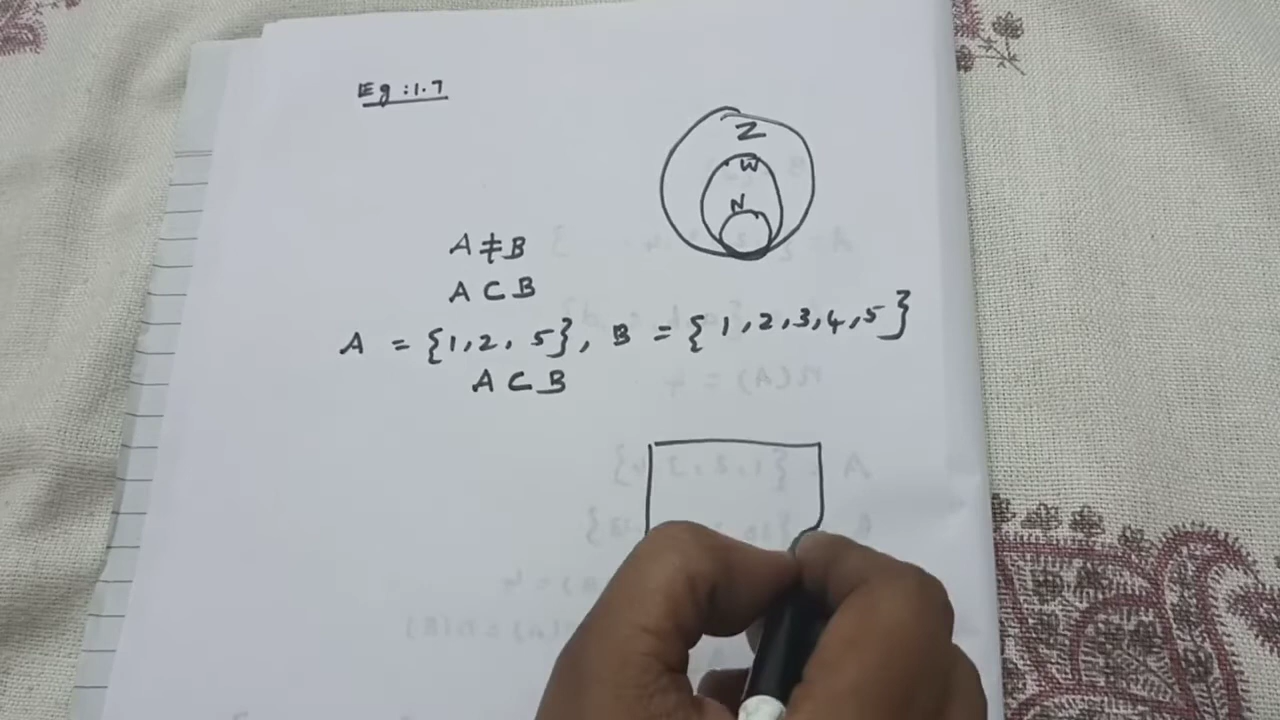 Eg : 1.7
Z
W
N
A ≠ B
A ⊂ B
A = {1, 2, 5}, B = {1, 2, 3, 4, 5}
A ⊂ B